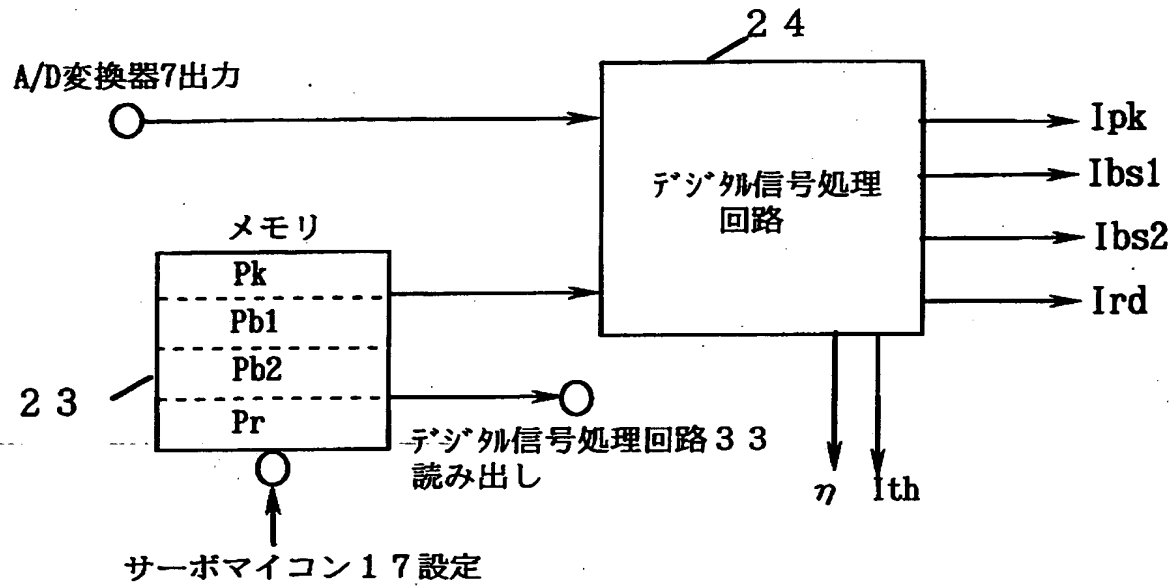 ２４
A/D変換器7出力
Ipk
Ibs1
Ibs2
Ird
ﾃﾞｼﾞﾀﾙ信号処理
回路
メモリ
Pk
Pb1
Pb2
Pr
２３
ﾃﾞｼﾞﾀﾙ信号処理回路３３
読み出し
η
Ith
サーボマイコン１７設定